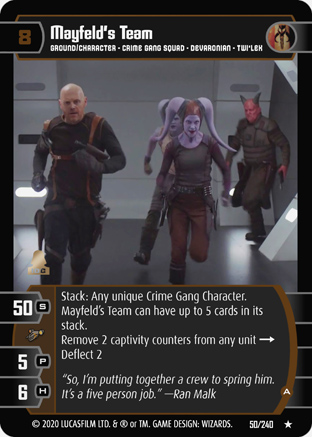 8
Mayfeld's Team
GROUND/CHARACTER • CRIME GANG SQUAD • DEVARONIAN • TWI'LEK
50 S
5 P
6 H
Stack: Any unique Crime Gang Character.
Mayfeld's Team can have up to 5 cards in its
stack.
Remove 2 captivity counters from any unit →
Deflect 2
"So, I'm putting together a crew to spring him.
It's a five person job." —Ran Malk
A
© 2020 LUCASFILM LTD. & ® or TM. GAME DESIGN: WIZARDS.
50/240 ★